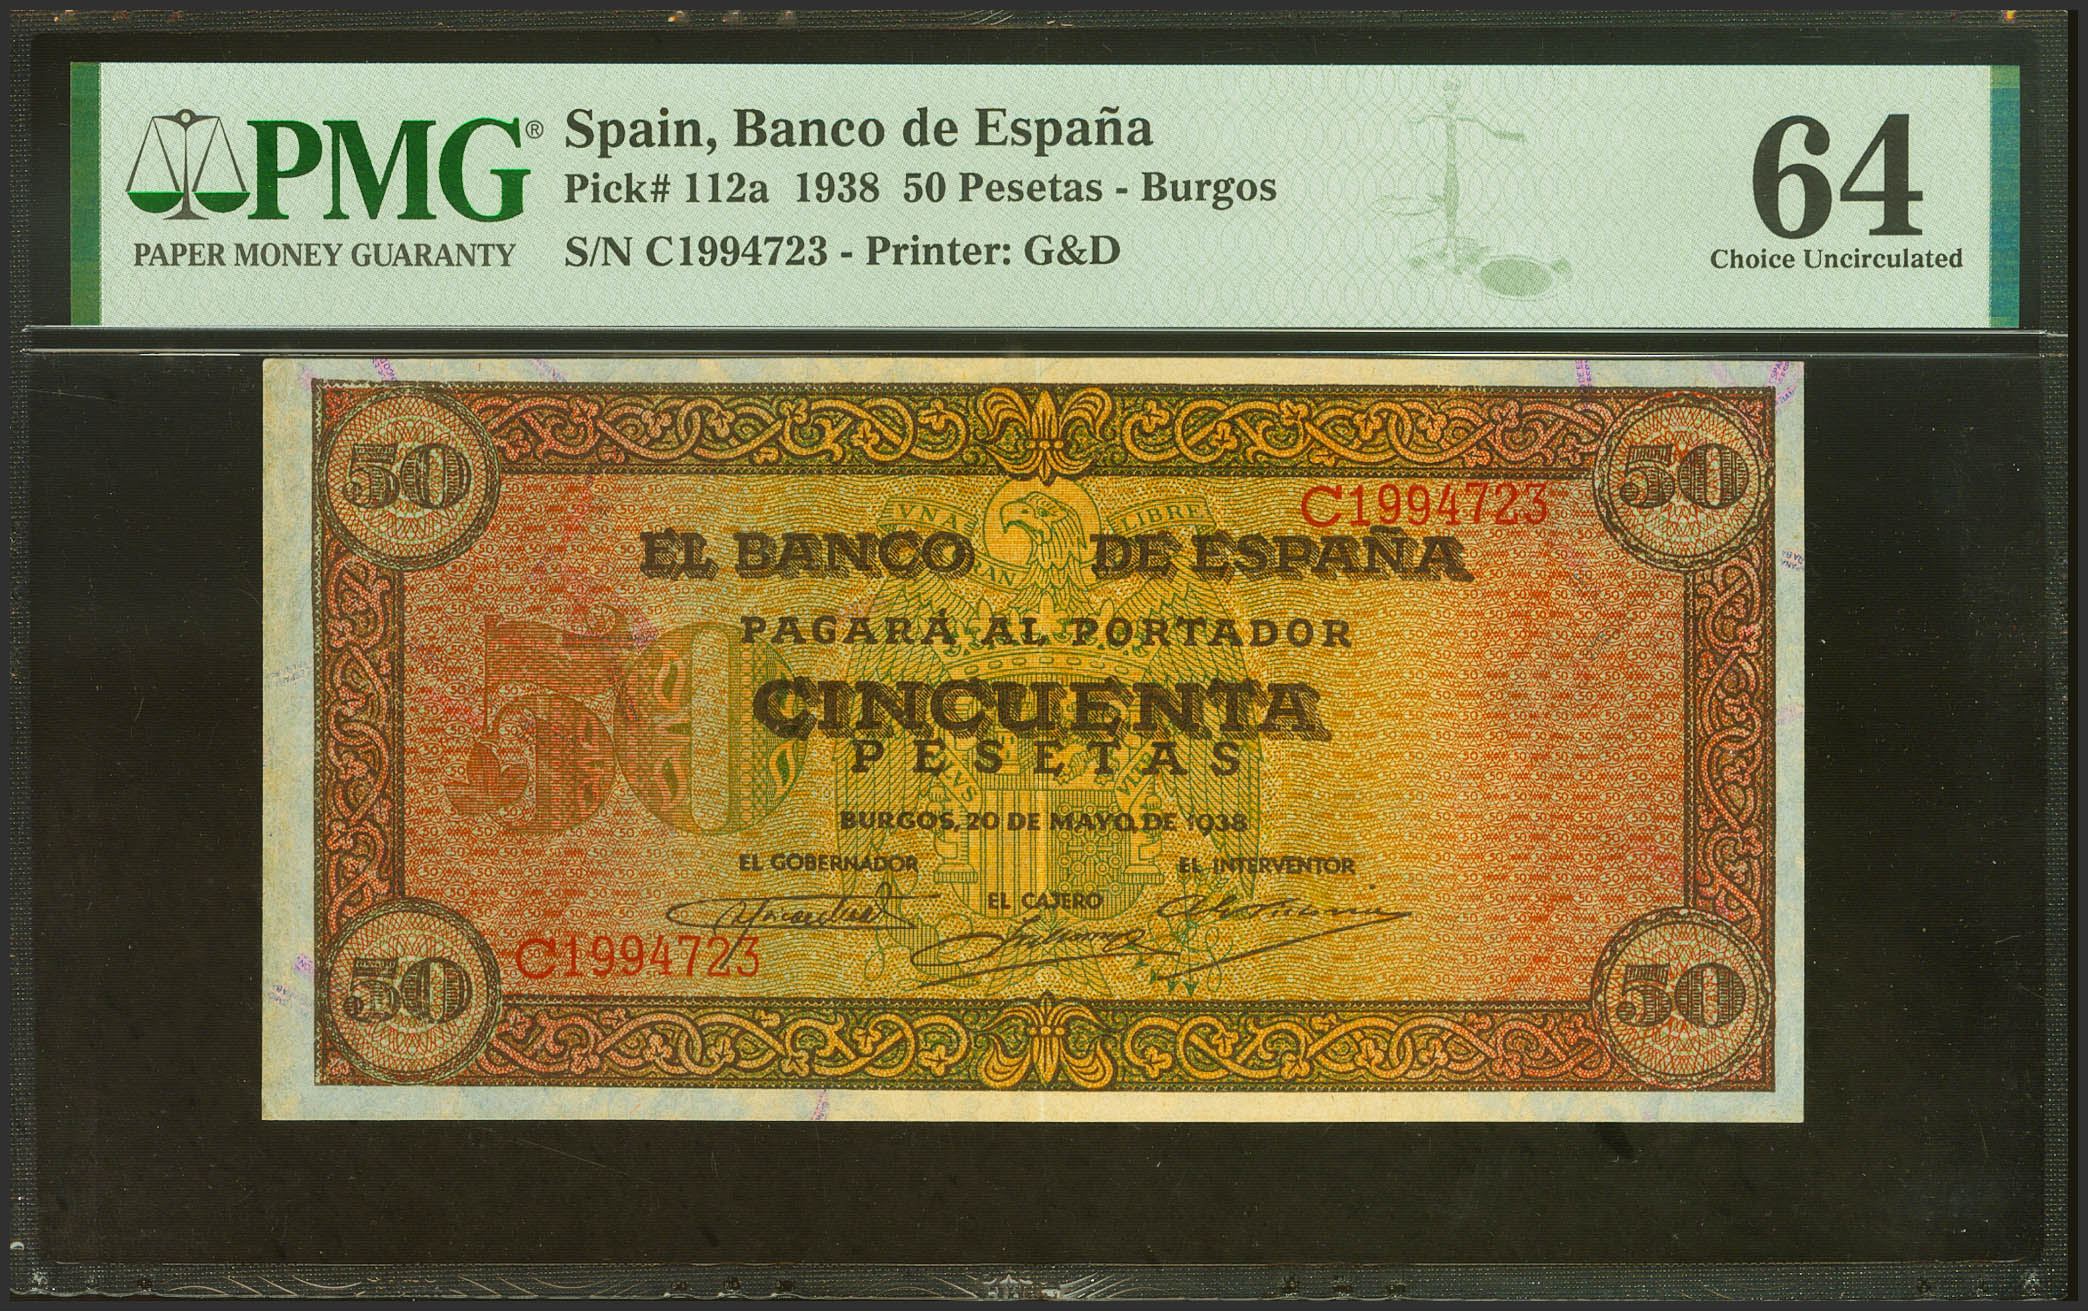 PMG®
PAPER MONEY GUARANTY
Spain, Banco de España
Pick# 112a 1938 50 Pesetas - Burgos
S/N C1994723 - Printer: G&D
64
Choice Uncirculated
50
50
C1994723
VNA
LIBRE
EL BANCO DE ESPAÑA
PAGARÁ AL PORTADOR
50
CINCUENTA
PESETAS
BURGOS, 20 DE MAYO DE 1938
EL GOBERNADOR
EL INTERVENTOR
EL CAJERO
C1994723
50
50